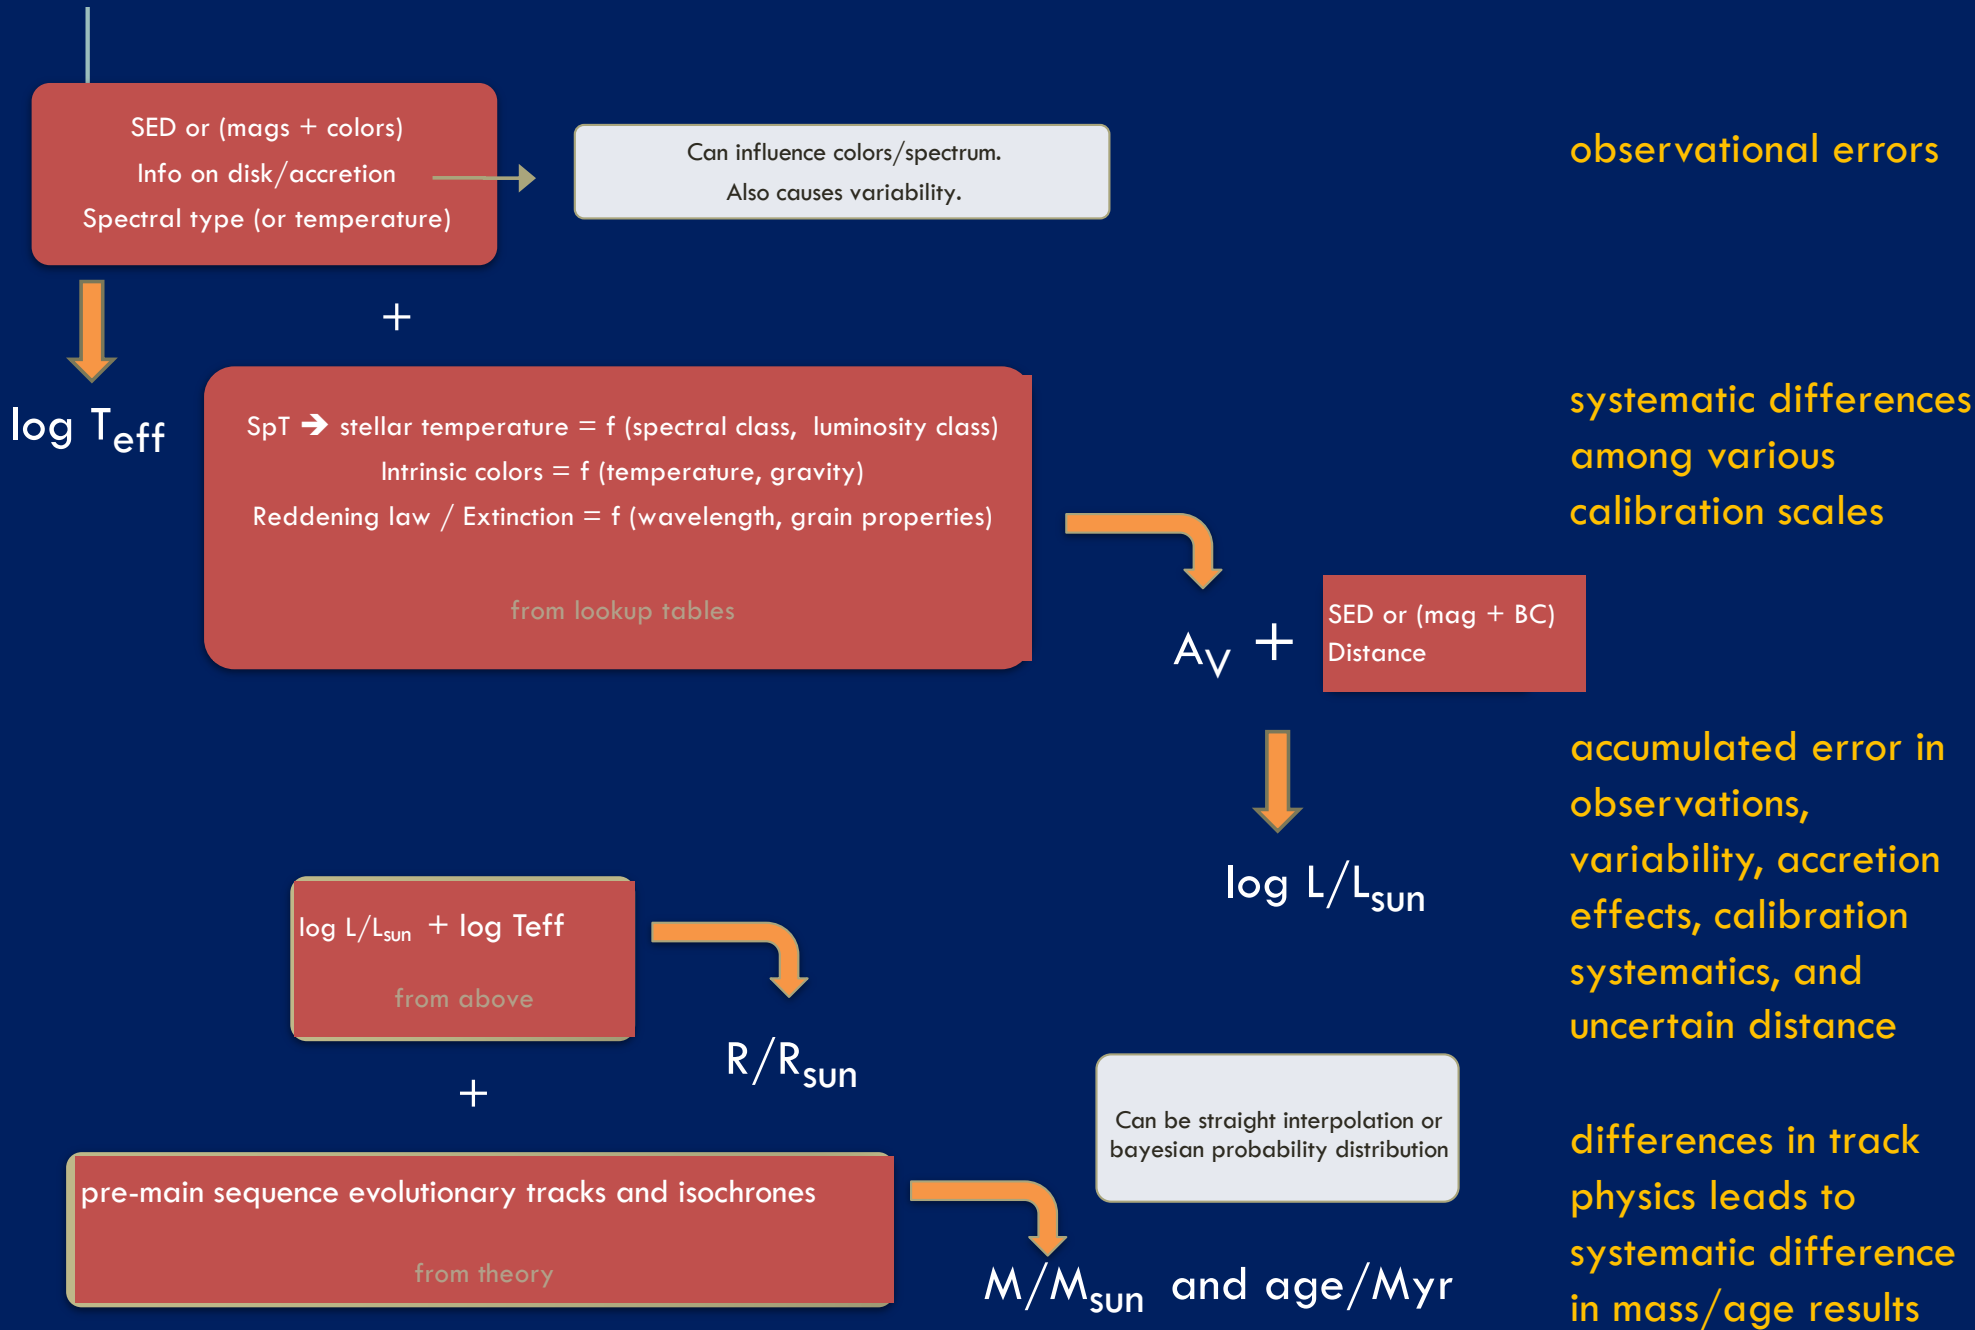 SED or (mags + colors)
Info on disk/accretion
Spectral type (or temperature)
Can influence colors/spectrum.
Also causes variability.
observational errors
+
log Teff
SpT ➔ stellar temperature = f (spectral class, luminosity class)
Intrinsic colors = f (temperature, gravity)
Reddening law / Extinction = f (wavelength, grain properties)
from lookup tables
systematic differences
among various
calibration scales
AV +
SED or (mag + BC)
Distance
log L/Lsun
accumulated error in
observations,
variability, accretion
effects, calibration
systematics, and
uncertain distance
log L/Lsun + log Teff
from above
R/Rsun
+
pre-main sequence evolutionary tracks and isochrones
from theory
Can be straight interpolation or
bayesian probability distribution
M/Msun and age/Myr
differences in track
physics leads to
systematic difference
in mass/age results